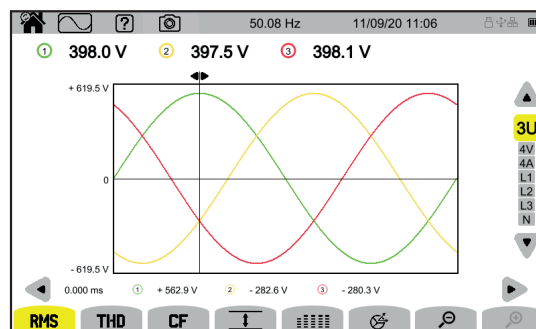 ? 50.08 Hz 11/09/20 11:06
1 398.0 V 2 397.5 V 3 398.1 V
+ 619.5 V
0
- 619.5 V
3U
4V
4A
L1
L2
L3
N
0.000 ms 1 + 562.9 V 2 - 282.6 V 3 - 280.3 V
RMS THD CF